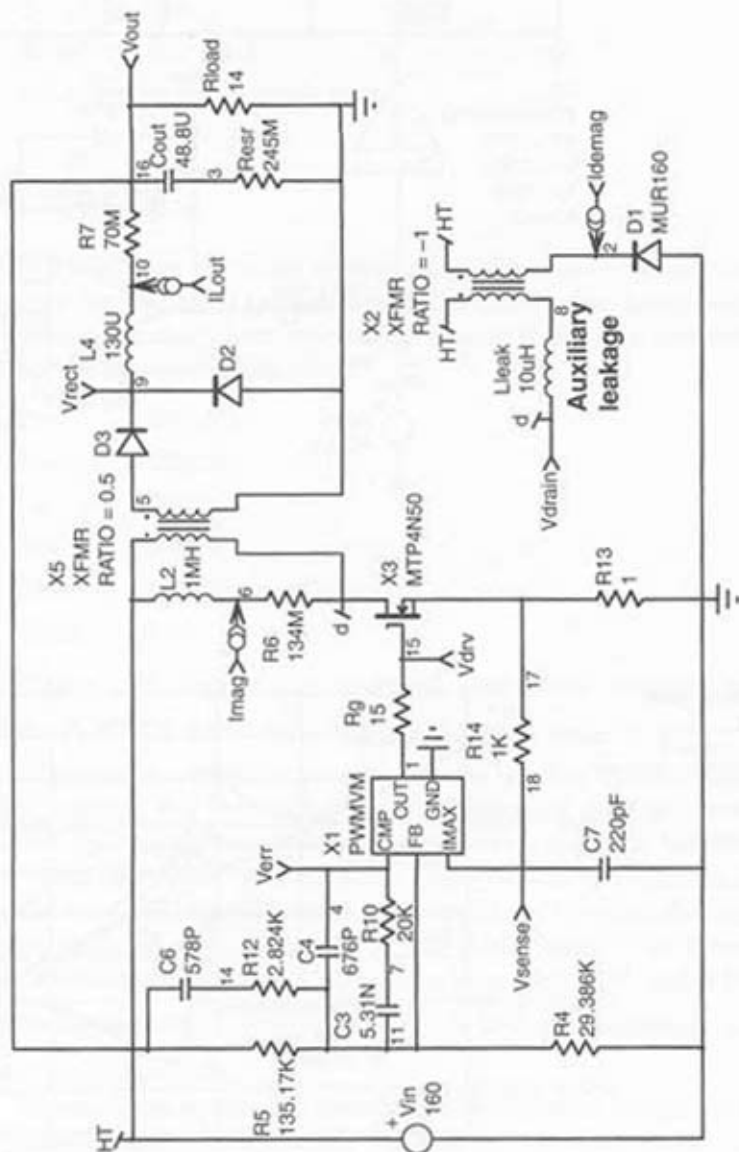 HT
R5
135.17K
+
Vin
160
C6
578P
14
R12
2.824K
C3
5.31N
11
C4
676P
4
7
R10
20K
Verr
X1
PWMVM
CMP
OUT
FB
GND
IMAX
1
R4
29.386K
Vsense
18
R14
1K
17
C7
220pF
Rg
15
15
Vdrv
X3
MTP4N50
R13
1
Imag
6
R6
134M
d
L2
1MH
X5
XFMR
RATIO = 0.5
5
D3
Vrect
9
D2
L4
130U
10
ILout
R7
70M
16
Cout
48.8U
3
Resr
245M
Rload
14
Vout
Vdrain
d
Lleak
10uH
Auxiliary
leakage
8
HT
X2
XFMR
RATIO = −1
HT
Idemag
2
D1
MUR160